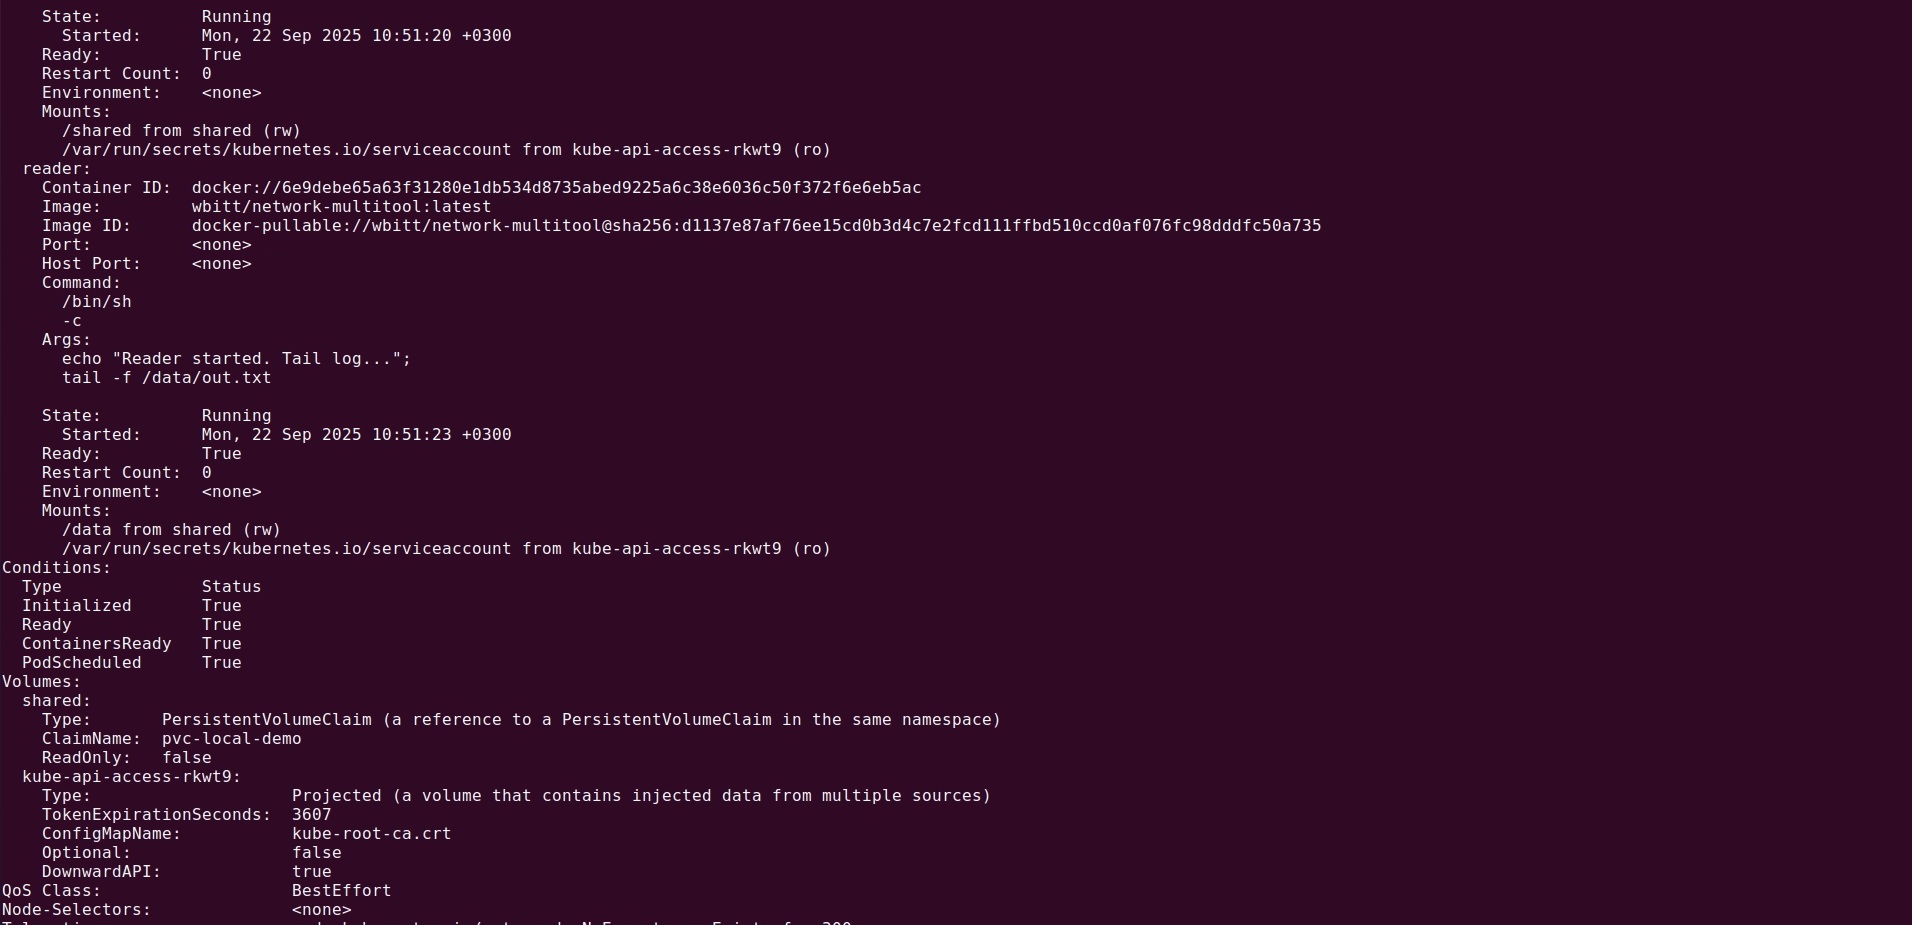 State:          Running
Started:      Mon, 22 Sep 2025 10:51:20 +0300
Ready:          True
Restart Count:  0
Environment:    <none>
Mounts:
/shared from shared (rw)
/var/run/secrets/kubernetes.io/serviceaccount from kube-api-access-rkwt9 (ro)
reader:
Container ID:  docker://6e9debe65a63f31280e1db534d8735abed9225a6c38e6036c50f372f6e6eb5ac
Image:         wbitt/network-multitool:latest
Image ID:      docker-pullable://wbitt/network-multitool@sha256:d1137e87af76ee15cd0b3d4c7e2fcd111ffbd510ccd0af076fc98dddfc50a735
Port:          <none>
Host Port:     <none>
Command:
/bin/sh
-c
Args:
echo "Reader started. Tail log...";
tail -f /data/out.txt
State:          Running
Started:      Mon, 22 Sep 2025 10:51:23 +0300
Ready:          True
Restart Count:  0
Environment:    <none>
Mounts:
/data from shared (rw)
/var/run/secrets/kubernetes.io/serviceaccount from kube-api-access-rkwt9 (ro)
Conditions:
Type              Status
Initialized       True
Ready             True
ContainersReady   True
PodScheduled      True
Volumes:
shared:
Type:       PersistentVolumeClaim (a reference to a PersistentVolumeClaim in the same namespace)
ClaimName:  pvc-local-demo
ReadOnly:   false
kube-api-access-rkwt9:
Type:                    Projected (a volume that contains injected data from multiple sources)
TokenExpirationSeconds:  3607
ConfigMapName:           kube-root-ca.crt
Optional:                false
DownwardAPI:             true
QoS Class:                   BestEffort
Node-Selectors:              <none>